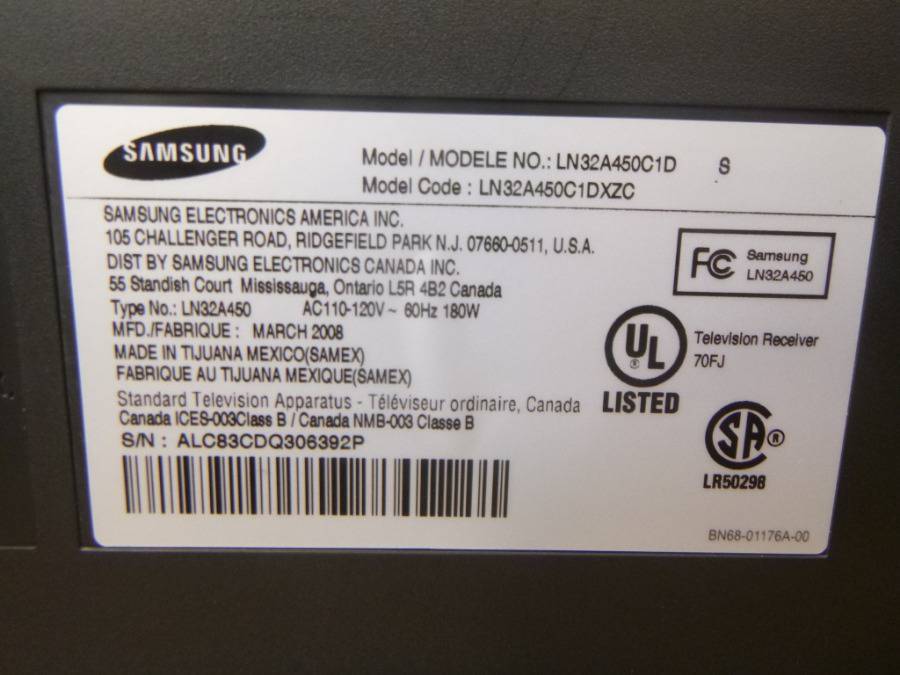 SAMSUNG
Model / MODELE NO.: LN32A450C1D S
Model Code : LN32A450C1DXZC
SAMSUNG ELECTRONICS AMERICA INC.
105 CHALLENGER ROAD, RIDGEFIELD PARK N.J. 07660-0511, U.S.A.
DIST BY SAMSUNG ELECTRONICS CANADA INC.
55 Standish Court Mississauga, Ontario L5R 4B2 Canada
Type No.: LN32A450 AC110-120V ~ 60Hz 180W
MFD./FABRIQUE : MARCH 2008
MADE IN TIJUANA MEXICO(SAMEX)
FABRIQUE AU TIJUANA MEXIQUE(SAMEX)
Standard Television Apparatus - Téléviseur ordinaire, Canada
Canada ICES-003Class B / Canada NMB-003 Classe B
S/N : ALC83CDQ306392P
FC Samsung
LN32A450
UL ®
LISTED
Television Receiver
70FJ
SA ®
LR50298
BN68-01176A-00